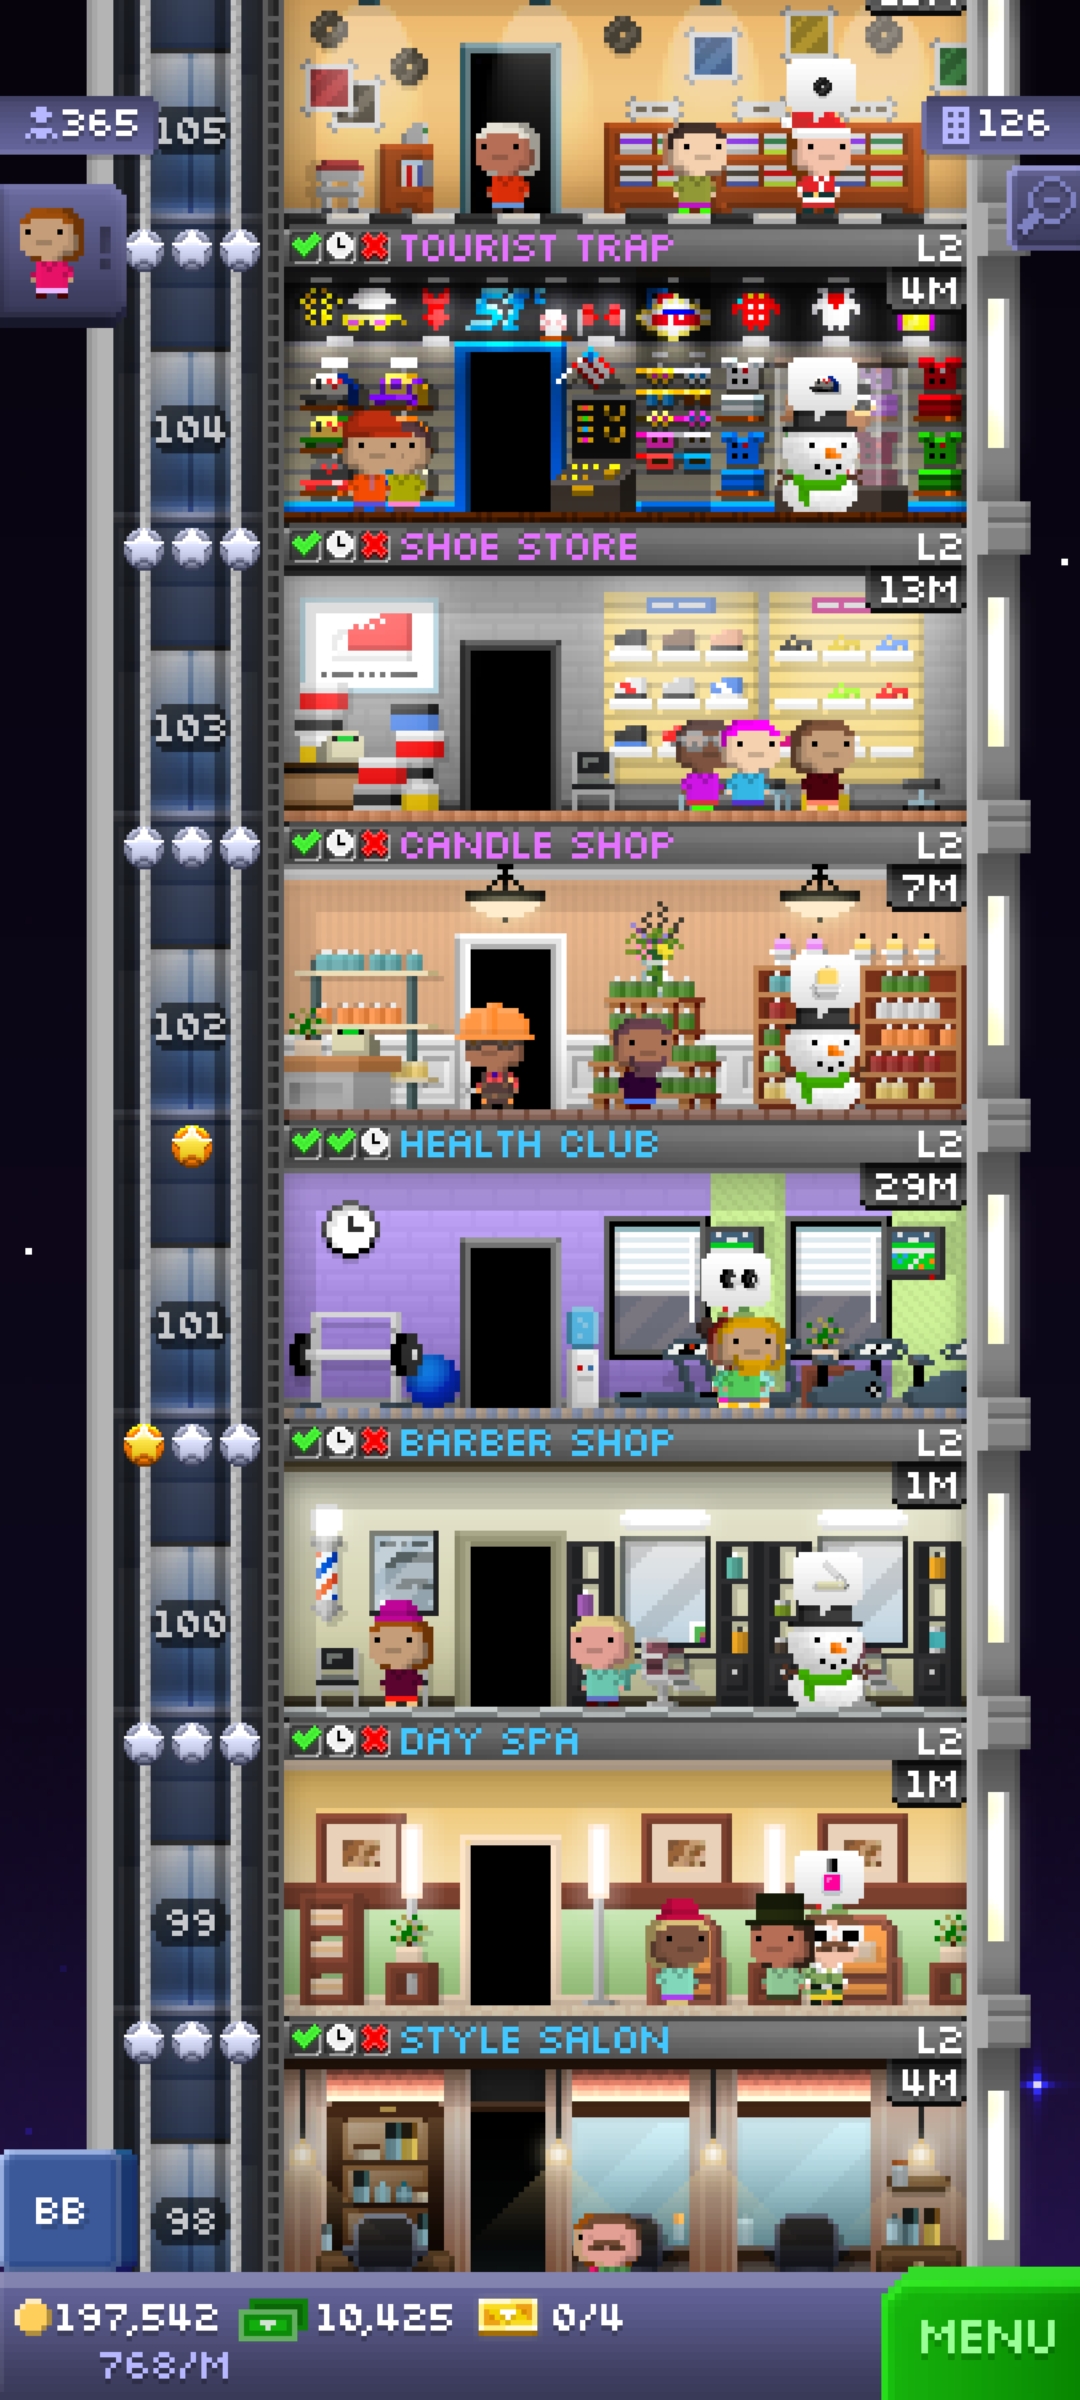 365
105
126
TOURIST TRAP L2
4M
104
SHOE STORE L2
13M
103
CANDLE SHOP L2
7M
102
HEALTH CLUB L2
29M
101
BARBER SHOP L2
1M
100
DAY SPA L2
1M
99
STYLE SALON L2
4M
BB
98
197,542 10,425 0/4
768/M
MENU